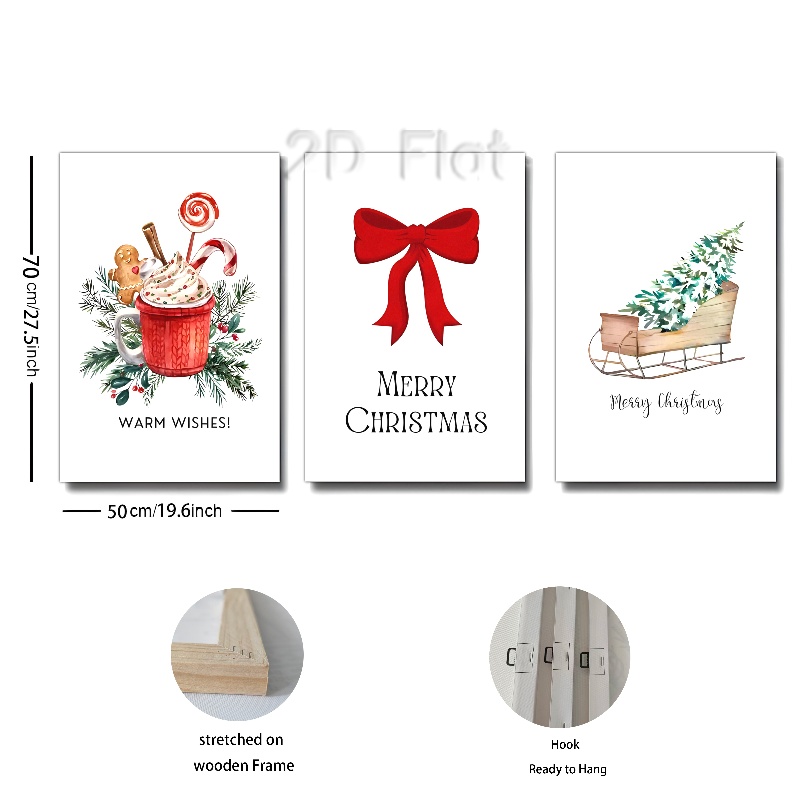 2D Flat
70 cm/27.5inch
WARM WISHES!
MERRY
CHRISTMAS
Merry Christmas
50cm/19.6inch
stretched on
wooden Frame
Hook
Ready to Hang